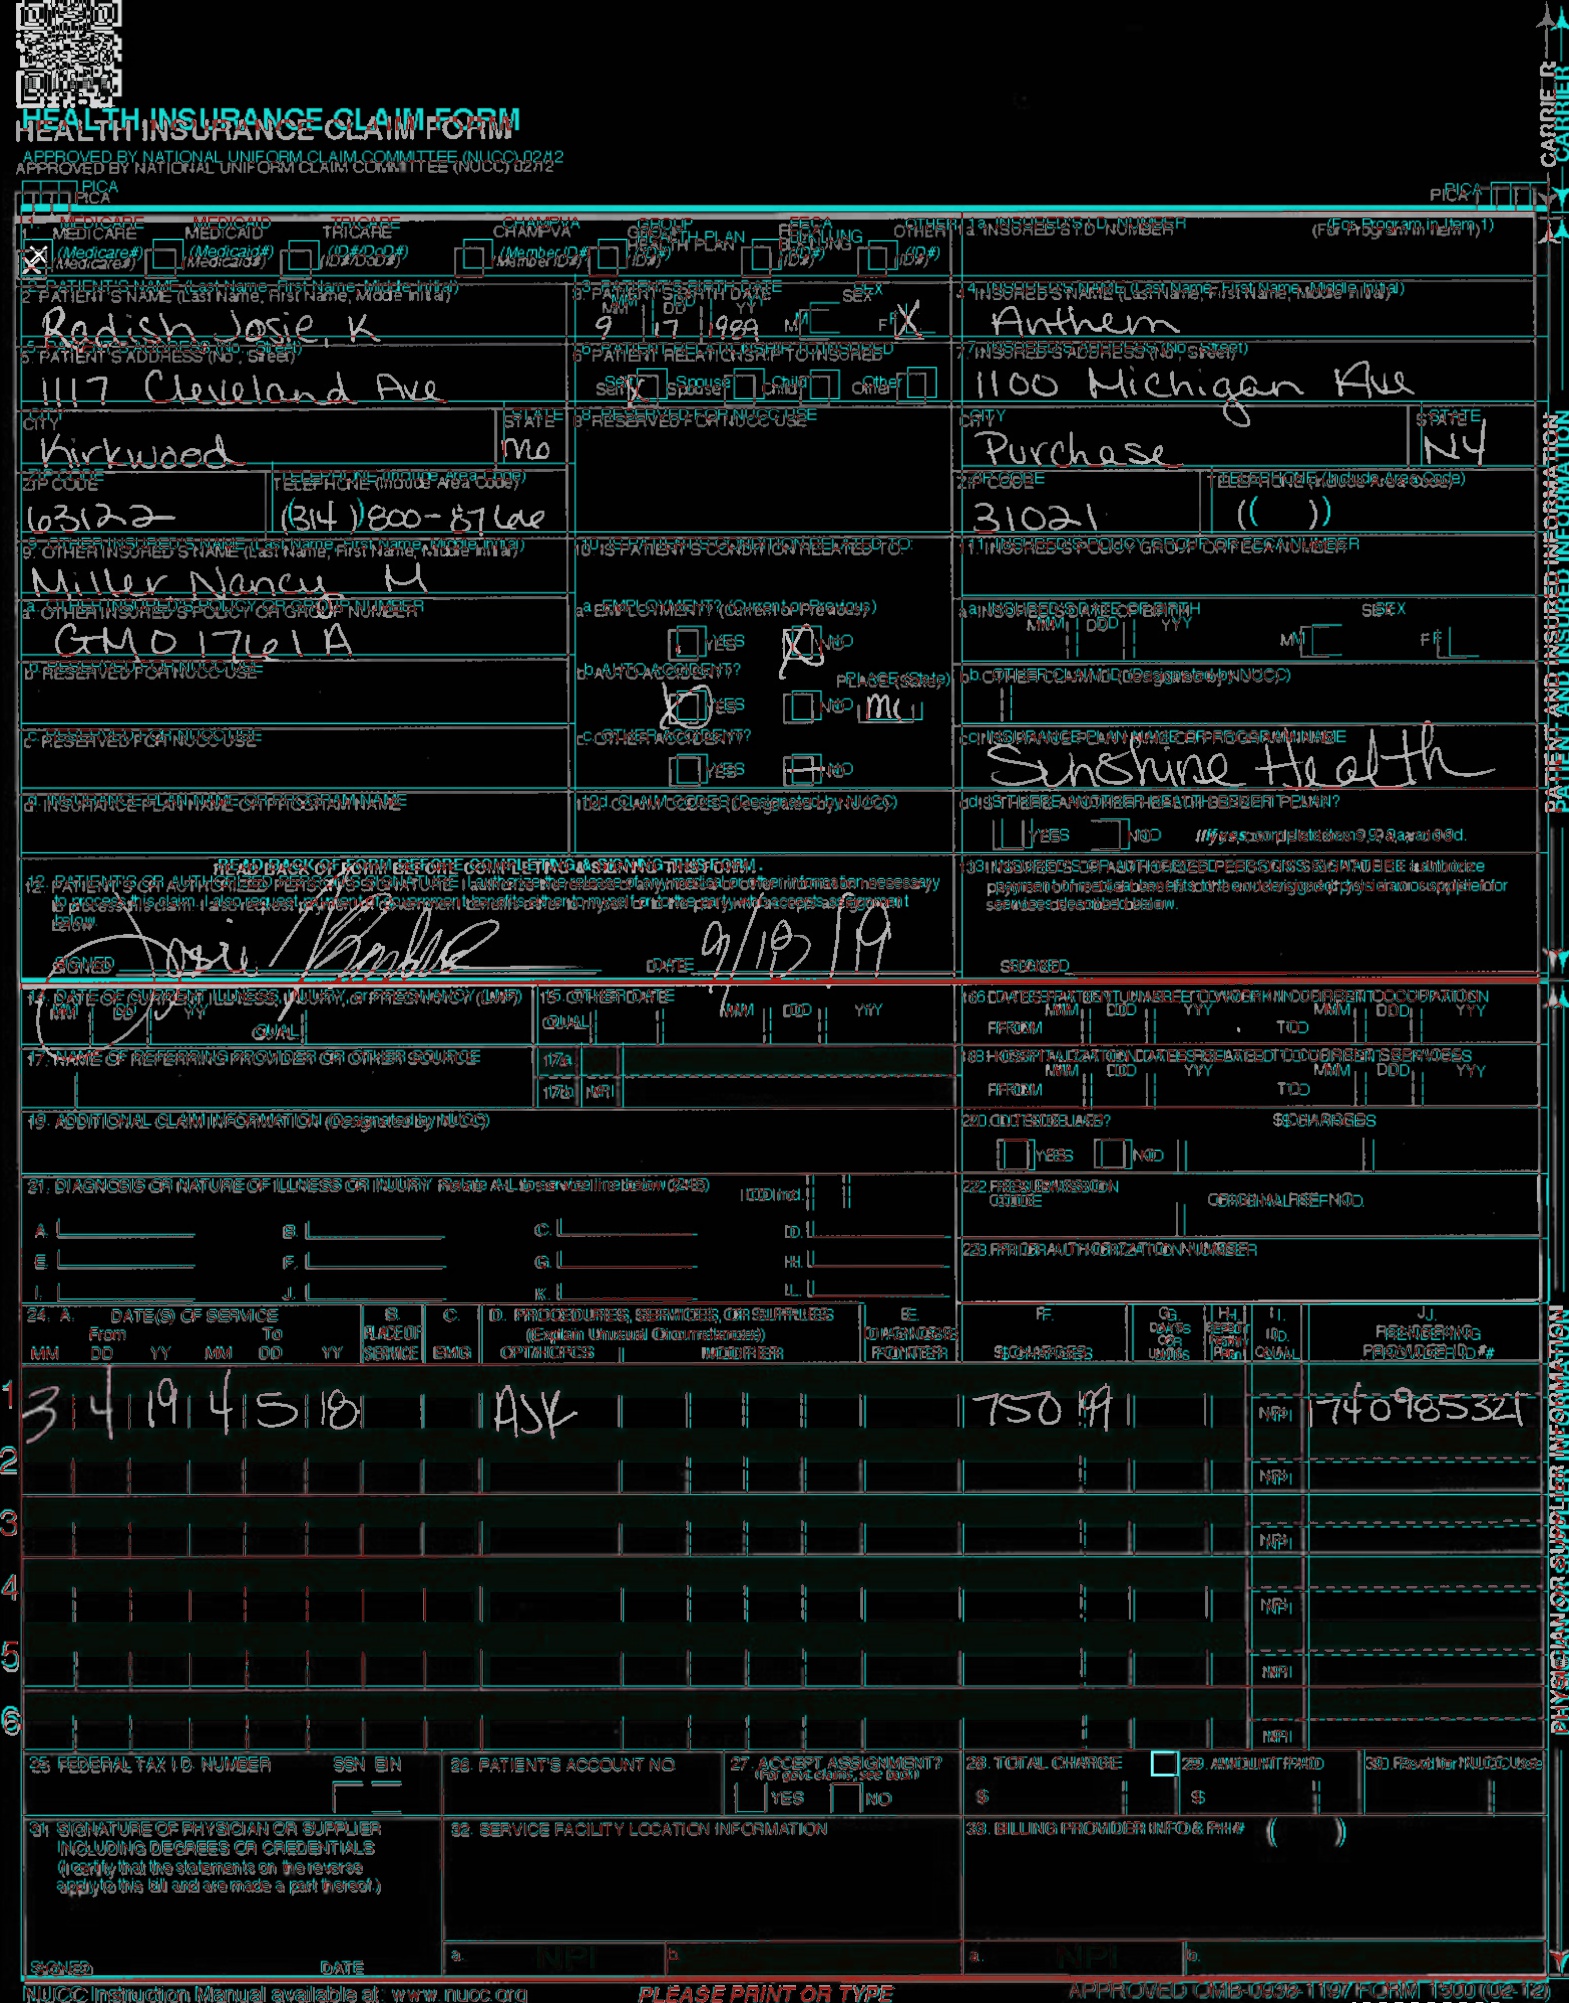 HEALTH INSURANCE CLAIM FORM
APPROVED BY NATIONAL UNIFORM CLAIM COMMITTEE (NUCC) 02/12
PICA PICA
CARRIER
1. MEDICARE MEDICAID TRICARE CHAMPVA GROUP HEALTH PLAN FECA BLK LUNG OTHER 1a. INSURED'S I.D. NUMBER (For Program in Item 1)
X (Medicare#) (Medicaid#) (ID#/DoD#) (Member ID#) (ID#) (ID#) (ID#)
2. PATIENT'S NAME (Last Name, First Name, Middle Initial) 3. PATIENT'S BIRTH DATE SEX 4. INSURED'S NAME (Last Name, First Name, Middle Initial)
MM DD YY
Radish Josie, K 9 17 1989 M F X Anthem
5. PATIENT'S ADDRESS (No., Street) 6. PATIENT RELATIONSHIP TO INSURED 7. INSURED'S ADDRESS (No., Street)
1117 Cleveland Ave Self X Spouse Child Other 1100 Michigan Ave
CITY STATE 8. RESERVED FOR NUCC USE CITY STATE
Kirkwood Mo Purchase NY
ZIP CODE TELEPHONE (Include Area Code) ZIP CODE TELEPHONE (Include Area Code)
63122 (314) 800-8766 31021 ( )
9. OTHER INSURED'S NAME (Last Name, First Name, Middle Initial) 10. IS PATIENT'S CONDITION RELATED TO: 11. INSURED'S POLICY GROUP OR FECA NUMBER
Miller Nancy, M
a. OTHER INSURED'S POLICY OR GROUP NUMBER a. EMPLOYMENT? (Current or Previous) a. INSURED'S DATE OF BIRTH SEX
MM DD YY
GMO1761A YES X NO M F
b. RESERVED FOR NUCC USE b. AUTO ACCIDENT? PLACE (State) b. OTHER CLAIM ID (Designated by NUCC)
X YES NO
c. RESERVED FOR NUCC USE c. OTHER ACCIDENT? c. INSURANCE PLAN NAME OR PROGRAM NAME
YES NO Sunshine Health
d. INSURANCE PLAN NAME OR PROGRAM NAME 10d. CLAIM CODES (Designated by NUCC) d. IS THERE ANOTHER HEALTH BENEFIT PLAN?
YES NO If yes, complete items 9, 9a, and 9d.
PATIENT AND INSURED INFORMATION
READ BACK OF FORM BEFORE COMPLETING & SIGNING THIS FORM.
12. PATIENT'S OR AUTHORIZED PERSON'S SIGNATURE I authorize the release of any medical or other information necessary
to process this claim. I also request payment of government benefits either to myself or to the party who accepts assignment
below.
SIGNED Josie DATE 9/18/19
13. INSURED'S OR AUTHORIZED PERSON'S SIGNATURE I authorize
payment of medical benefits to the undersigned physician or supplier for
services described below.
SIGNED
14. DATE OF CURRENT ILLNESS, INJURY, or PREGNANCY (LMP) 15. OTHER DATE 16. DATES PATIENT UNABLE TO WORK IN CURRENT OCCUPATION
MM DD YY QUAL. QUAL. MM DD YY FROM MM DD YY TO MM DD YY
17. NAME OF REFERRING PROVIDER OR OTHER SOURCE 17a. 18. HOSPITALIZATION DATES RELATED TO CURRENT SERVICES
17b. NPI FROM MM DD YY TO MM DD YY
19. ADDITIONAL CLAIM INFORMATION (Designated by NUCC) 20. OUTSIDE LAB? $ CHARGES
YES NO
21. DIAGNOSIS OR NATURE OF ILLNESS OR INJURY Relate A-L to service line below (24E) ICD Ind. 22. RESUBMISSION CODE ORIGINAL REF. NO.
A. B. C. D.
E. F. G. H. 23. PRIOR AUTHORIZATION NUMBER
I. J. K. L.
24. A. DATE(S) OF SERVICE B. C. D. PROCEDURES, SERVICES, OR SUPPLIES E. F. G. H. I. J.
From To PLACE OF (Explain Unusual Circumstances) DIAGNOSIS DAYS OR ID. RENDERING
MM DD YY MM DD YY SERVICE EMG CPT/HCPCS MODIFIER POINTER $ CHARGES UNITS QUAL. PROVIDER ID. #
1 3 4 19 4 5 18 ASK 750 99 NPI 1740985321
2 NPI
3 NPI
4 NPI
5 NPI
6 NPI
PHYSICIAN OR SUPPLIER INFORMATION
25. FEDERAL TAX I.D. NUMBER SSN EIN 26. PATIENT'S ACCOUNT NO. 27. ACCEPT ASSIGNMENT? 28. TOTAL CHARGE 29. AMOUNT PAID 30. Rsvd for NUCC Use
(For govt. claims, see back)
YES NO $ $
31. SIGNATURE OF PHYSICIAN OR SUPPLIER 32. SERVICE FACILITY LOCATION INFORMATION 33. BILLING PROVIDER INFO & PH # ( )
INCLUDING DEGREES OR CREDENTIALS
(I certify that the statements on the reverse
apply to this bill and are made a part thereof.)
SIGNED DATE a. NPI b. a. NPI b.
NUCC Instruction Manual available at: www.nucc.org PLEASE PRINT OR TYPE APPROVED OMB-0938-1197 FORM 1500 (02-12)